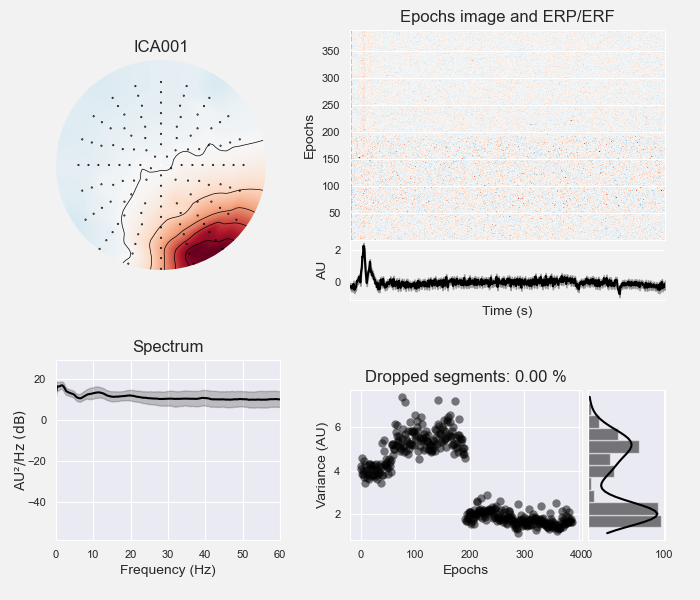 ICA001
Epochs image and ERP/ERF
Epochs
350
300
250
200
150
100
50
AU
2
0
Time (s)
Spectrum
AU²/Hz (dB)
20
0
−20
−40
0 10 20 30 40 50 60
Frequency (Hz)
Dropped segments: 0.00 %
Variance (AU)
6
4
2
0 100 200 300 400
Epochs
0 100